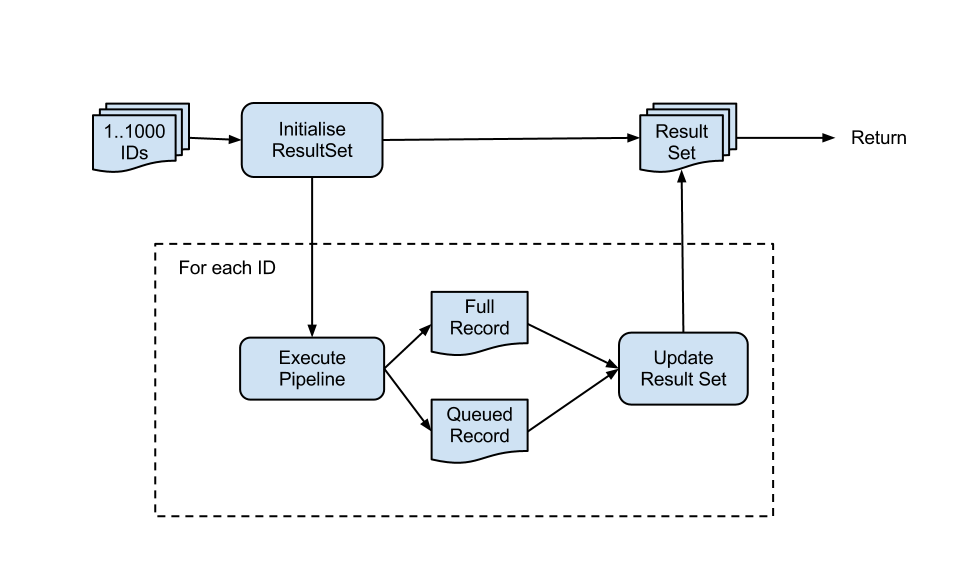 1..1000
IDs
Initialise
ResultSet
Result
Set
Return
For each ID
Execute
Pipeline
Full
Record
Queued
Record
Update
Result Set